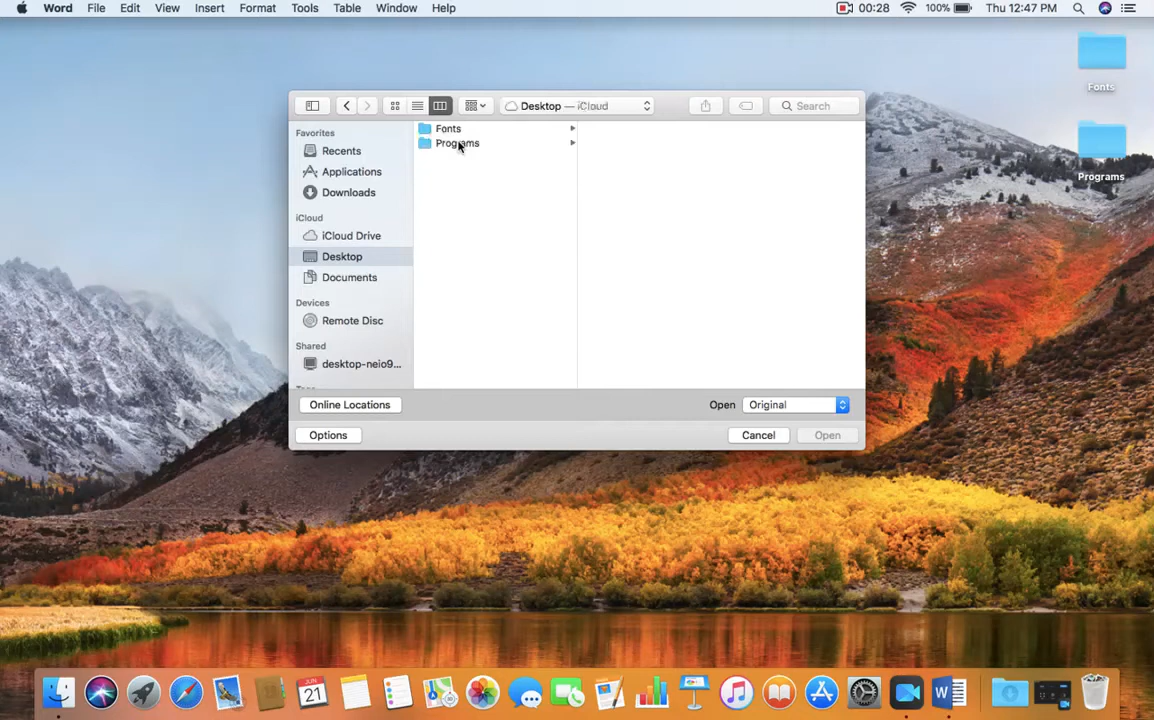 Word File Edit View Insert Format Tools Table Window Help 00:28 100% Thu 12:47 PM
Fonts
Programs
Desktop — iCloud Search
Favorites
Recents
Applications
Downloads
iCloud
iCloud Drive
Desktop
Documents
Devices
Remote Disc
Shared
desktop-neio9...
Fonts
Programs
Online Locations Open Original
Options Cancel Open
JUN
21